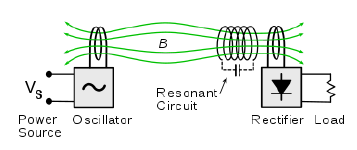 B
Vs
Resonant
Circuit
Power
Source
Oscillator
Rectifier
Load